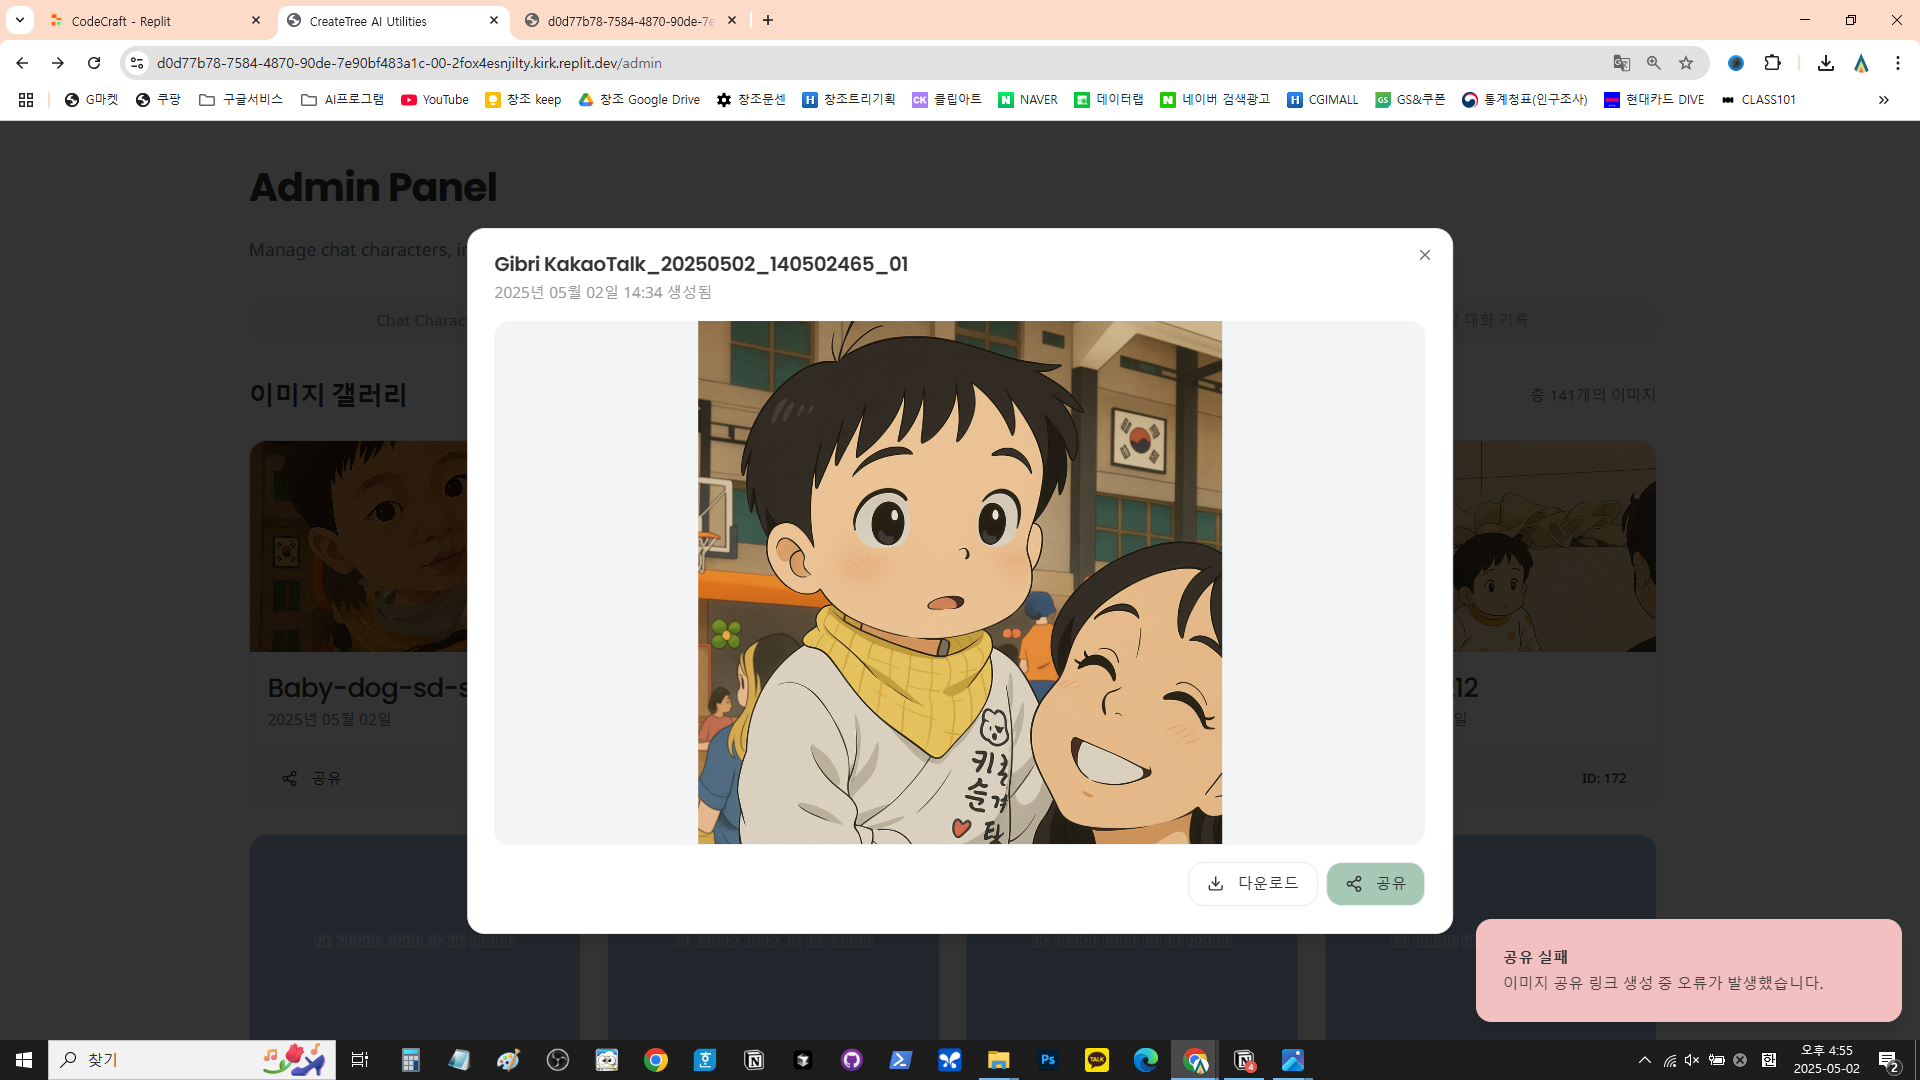 CodeCraft - Replit
CreateTree AI Utilities
d0d77b78-7584-4870-90de-7e
d0d77b78-7584-4870-90de-7e90bf483a1c-00-2fox4esnjilty.kirk.replit.dev/admin
G마켓
쿠팡
구글서비스
AI프로그램
YouTube
창조 keep
창조 Google Drive
창조문센
창조트리기획
클립아트
NAVER
데이터랩
네이버 검색광고
CGIMALL
GS&쿠폰
통계청표(인구조사)
현대카드 DIVE
CLASS101
Admin Panel
Manage chat characters,
Chat Charac
대화 기록
이미지 갤러리
총 141개의 이미지
Gibri KakaoTalk_20250502_140502465_01
2025년 05월 02일 14:34 생성됨
키
슨
Baby-dog-sd-s
2025년 05월 02일
공유
12
일
ID: 172
다운로드
공유
공유 실패
이미지 공유 링크 생성 중 오류가 발생했습니다.
찾기
오후 4:55
2025-05-02